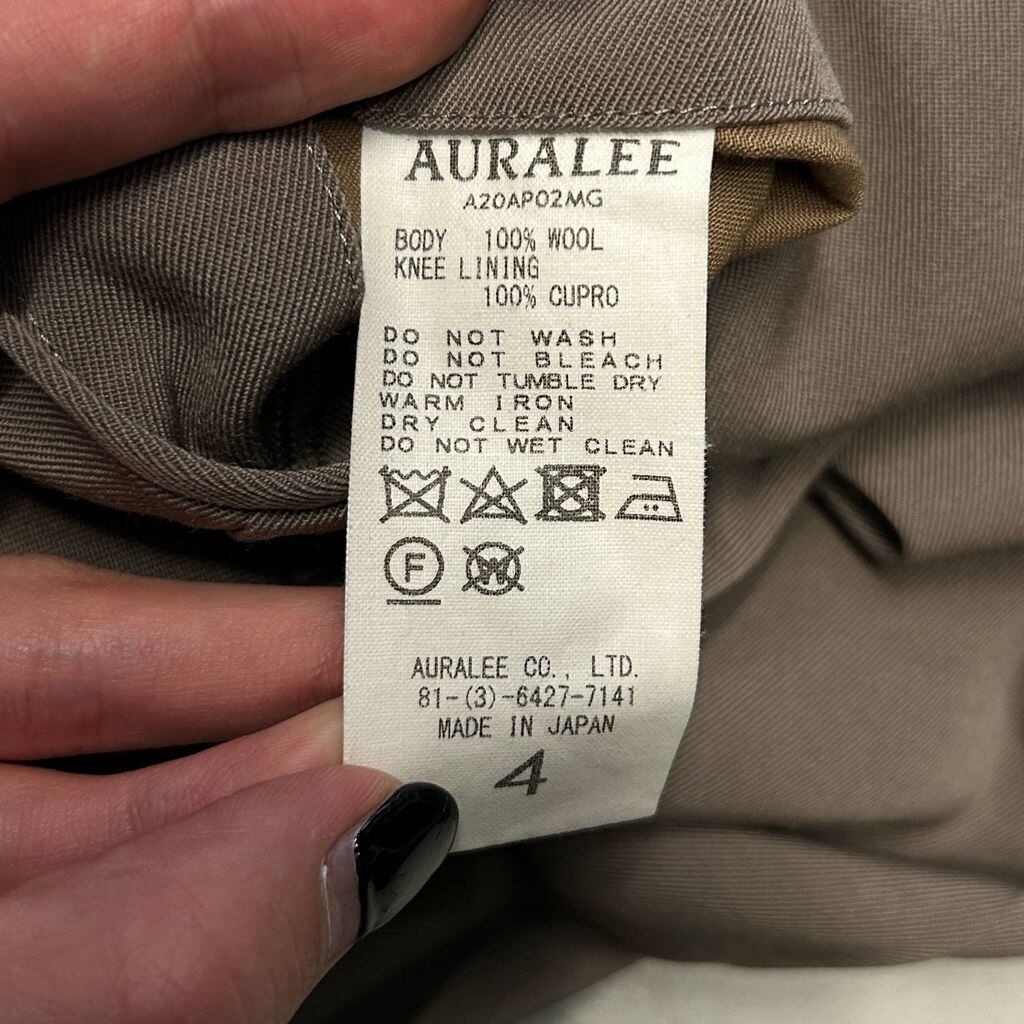 AURALEE
A20AP02MG
BODY 100% WOOL
KNEE LINING
100% CUPRO
DO NOT WASH
DO NOT BLEACH
DO NOT TUMBLE DRY
WARM IRON
DRY CLEAN
DO NOT WET CLEAN
F W
AURALEE CO., LTD.
81-(3)-6427-7141
MADE IN JAPAN
4